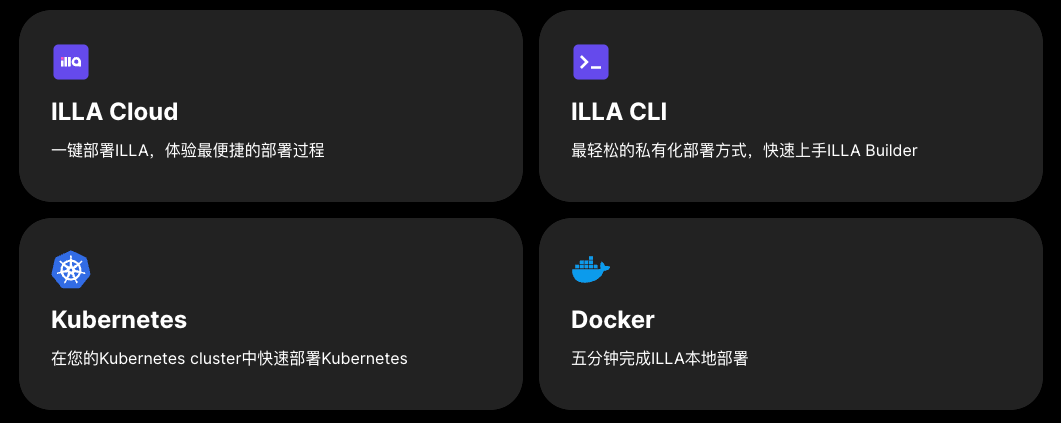 illa
ILLA Cloud
一键部署ILLA，体验最便捷的部署过程
ILLA CLI
最轻松的私有化部署方式，快速上手ILLA Builder
Kubernetes
在您的Kubernetes cluster中快速部署Kubernetes
Docker
五分钟完成ILLA本地部署